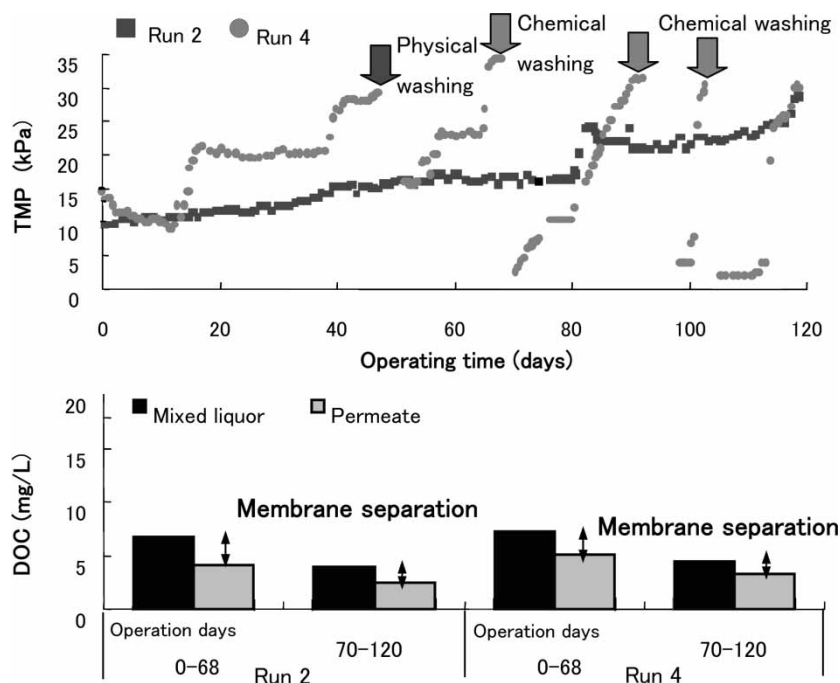 Run 2
Run 4
Physical
washing
Chemical
washing
Chemical washing
35
30
25
20
15
10
5
0
TMP (kPa)
0
20
40
60
80
100
120
Operating time (days)
Mixed liquor
Permeate
20
15
10
5
0
DOC (mg/L)
Membrane separation
Membrane separation
Operation days
0-68
70-120
Operation days
0-68
70-120
Run 2
Run 4